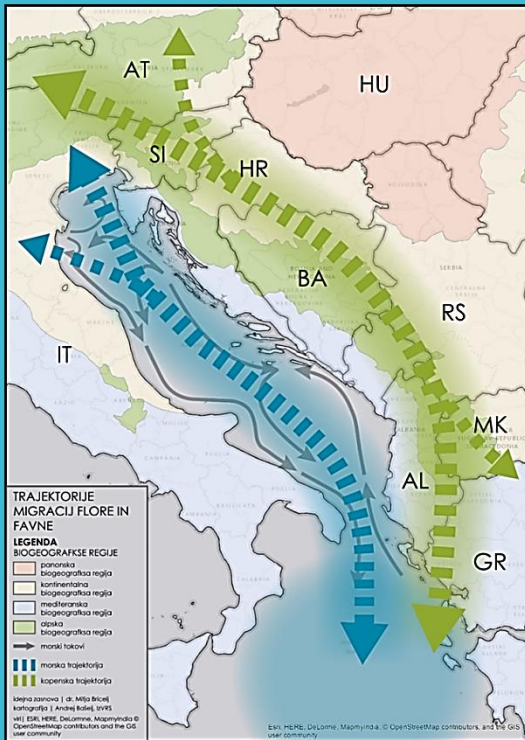 AT
HU
SI
HR
BA
RS
IT
MK
AL
GR
TRAJEKTORIJE
MIGRACIJ FLORE IN
FAVNE
LEGENDA
BIOGEOGRAFSKE REGIJE
panonska
biogeografska regija
kontinentalna
biogeografska regija
mediteranska
biogeografska regija
alpska
biogeografska regija
morski tokovi
morska trajektorija
kopenska trajektorija
Idejna zasnova | dr. Mitja Bricelj
kartografija | Andrej Bašelj, IzVRS
viri| ESRI, HERE, DeLorme, MapmyIndia ©
OpenStreetMap contributors and the GIS
user community
Esri, HERE, DeLorme, MapmyIndia, © OpenStreetMap contributors, and the GIS
user community